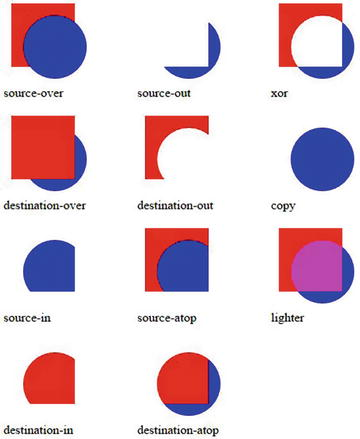 source-over source-out xor
destination-over destination-out copy
source-in source-atop lighter
destination-in destination-atop